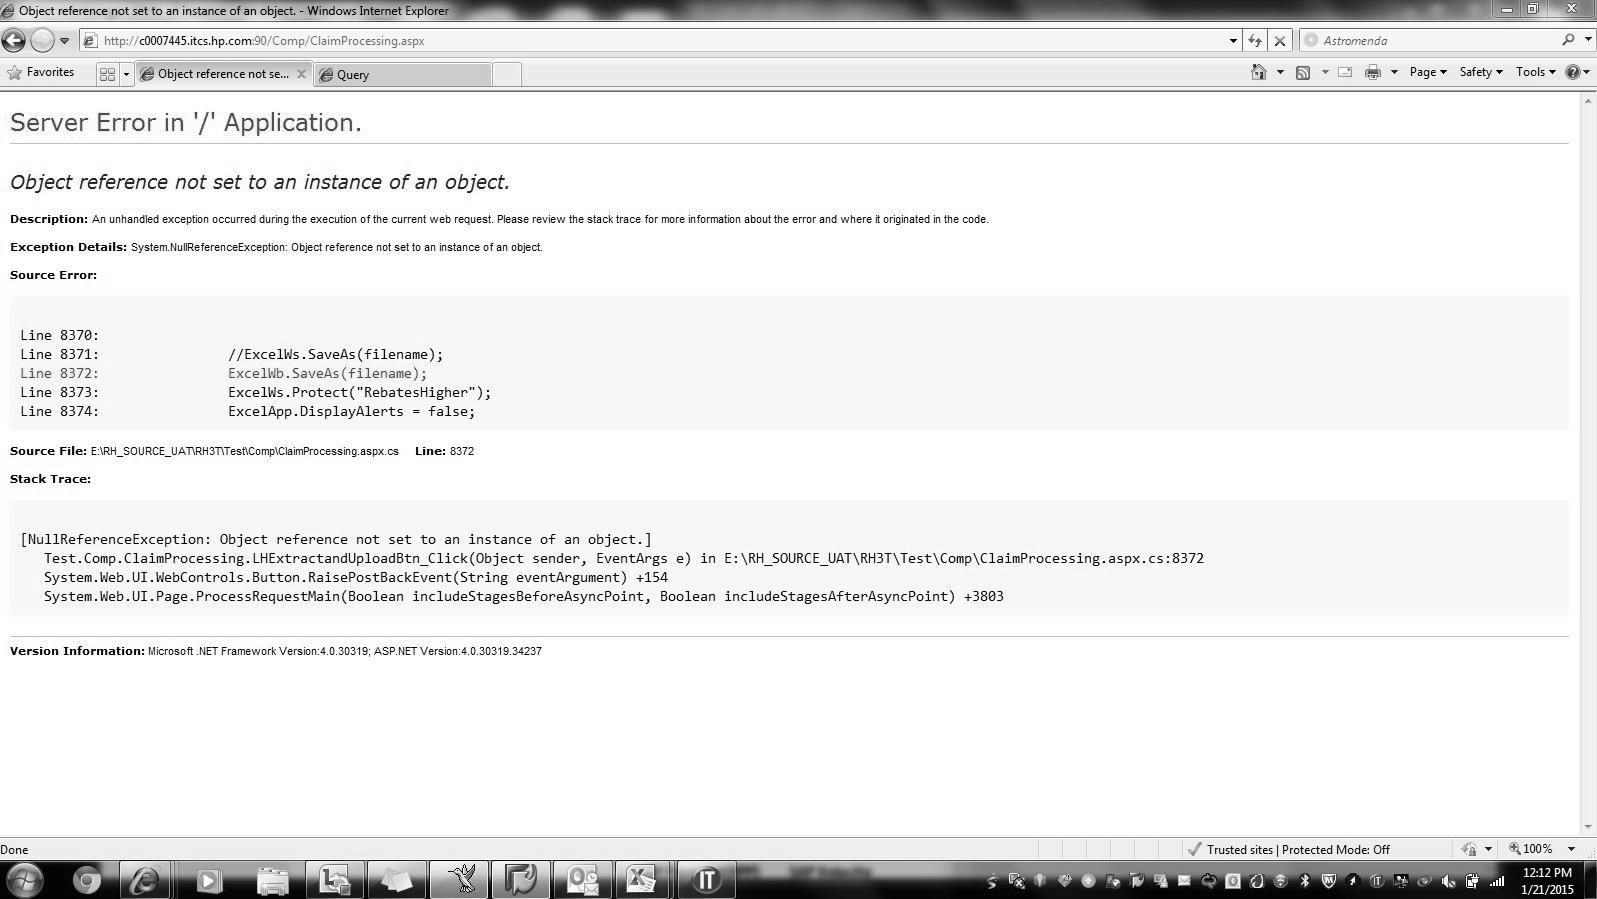 Object reference not set to an instance of an object. - Windows Internet Explorer
http://c0007445.itcs.hp.com:90/Comp/ClaimProcessing.aspx
Astromenda
Favorites
Object reference not se...
Query
Page
Safety
Tools
Server Error in '/' Application.
Object reference not set to an instance of an object.
Description: An unhandled exception occurred during the execution of the current web request. Please review the stack trace for more information about the error and where it originated in the code.
Exception Details: System.NullReferenceException: Object reference not set to an instance of an object.
Source Error:
Line 8370:
Line 8371: //ExcelWs.SaveAs(filename);
Line 8372: ExcelWb.SaveAs(filename);
Line 8373: ExcelWs.Protect("RebatesHigher");
Line 8374: ExcelApp.DisplayAlerts = false;
Source File: E:\RH_SOURCE_UAT\RH3T\Test\Comp\ClaimProcessing.aspx.cs Line: 8372
Stack Trace:
[NullReferenceException: Object reference not set to an instance of an object.]
Test.Comp.ClaimProcessing.LHExtractandUploadBtn_Click(Object sender, EventArgs e) in E:\RH_SOURCE_UAT\RH3T\Test\Comp\ClaimProcessing.aspx.cs:8372
System.Web.UI.WebControls.Button.RaisePostBackEvent(String eventArgument) +154
System.Web.UI.Page.ProcessRequestMain(Boolean includeStagesBeforeAsyncPoint, Boolean includeStagesAfterAsyncPoint) +3803
Version Information: Microsoft .NET Framework Version:4.0.30319; ASP.NET Version:4.0.30319.34237
Done
Trusted sites | Protected Mode: Off
100%
IT
12:12 PM
1/21/2015